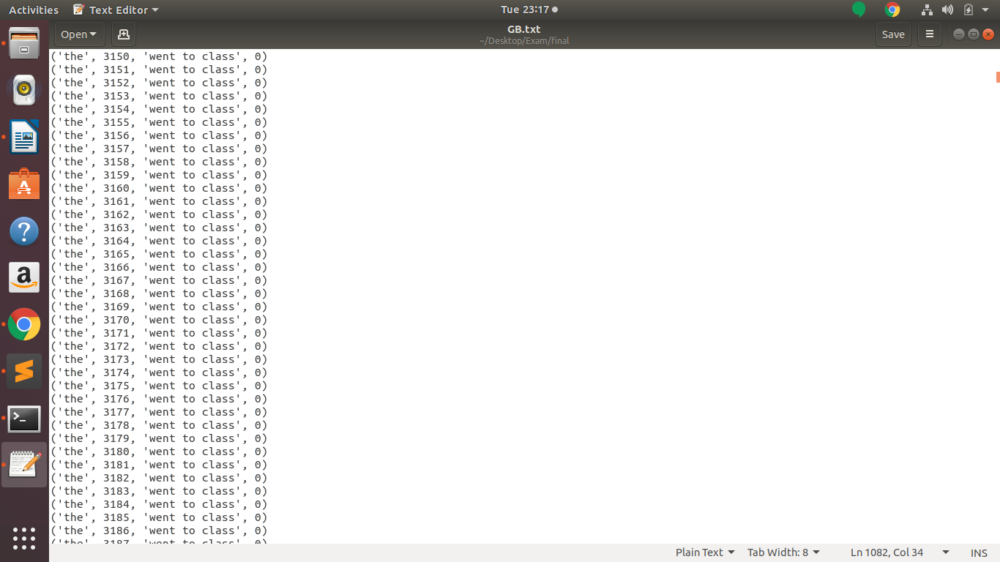 Activities Text Editor Tue 23:17
Open GB.txt Save
~/Desktop/Exam/final
('the', 3150, 'went to class', 0)
('the', 3151, 'went to class', 0)
('the', 3152, 'went to class', 0)
('the', 3153, 'went to class', 0)
('the', 3154, 'went to class', 0)
('the', 3155, 'went to class', 0)
('the', 3156, 'went to class', 0)
('the', 3157, 'went to class', 0)
('the', 3158, 'went to class', 0)
('the', 3159, 'went to class', 0)
('the', 3160, 'went to class', 0)
('the', 3161, 'went to class', 0)
('the', 3162, 'went to class', 0)
('the', 3163, 'went to class', 0)
('the', 3164, 'went to class', 0)
('the', 3165, 'went to class', 0)
('the', 3166, 'went to class', 0)
('the', 3167, 'went to class', 0)
('the', 3168, 'went to class', 0)
('the', 3169, 'went to class', 0)
('the', 3170, 'went to class', 0)
('the', 3171, 'went to class', 0)
('the', 3172, 'went to class', 0)
('the', 3173, 'went to class', 0)
('the', 3174, 'went to class', 0)
('the', 3175, 'went to class', 0)
('the', 3176, 'went to class', 0)
('the', 3177, 'went to class', 0)
('the', 3178, 'went to class', 0)
('the', 3179, 'went to class', 0)
('the', 3180, 'went to class', 0)
('the', 3181, 'went to class', 0)
('the', 3182, 'went to class', 0)
('the', 3183, 'went to class', 0)
('the', 3184, 'went to class', 0)
('the', 3185, 'went to class', 0)
('the', 3186, 'went to class', 0)
('the', 3187, 'went to class', 0)
Plain Text Tab Width: 8 Ln 1082, Col 34 INS